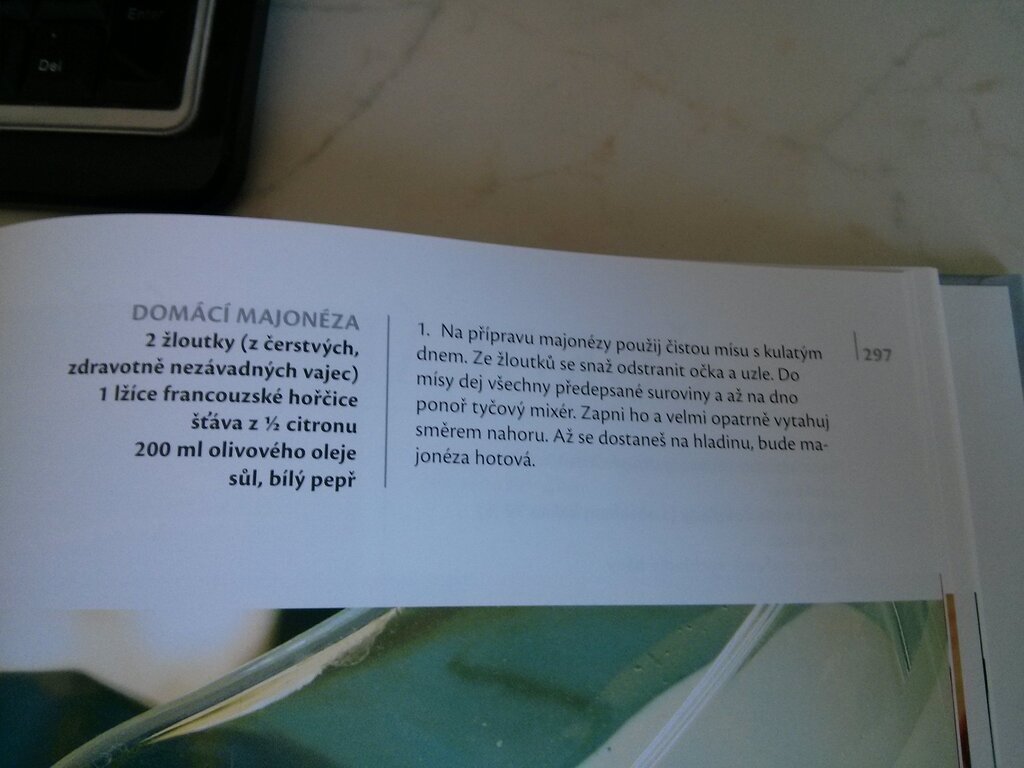 Enter
Del
DOMÁCÍ MAJONÉZA
2 žloutky (z čerstvých,
zdravotně nezávadných vajec)
1 lžíce francouzské hořčice
šťáva z ½ citronu
200 ml olivového oleje
sůl, bílý pepř
1. Na přípravu majonézy použij čistou mísu s kulatým
dnem. Ze žloutků se snaž odstranit očka a uzle. Do
mísy dej všechny předepsané suroviny a až na dno
ponoř tyčový mixér. Zapni ho a velmi opatrně vytahuj
směrem nahoru. Až se dostaneš na hladinu, bude ma-
jonéza hotová.
297